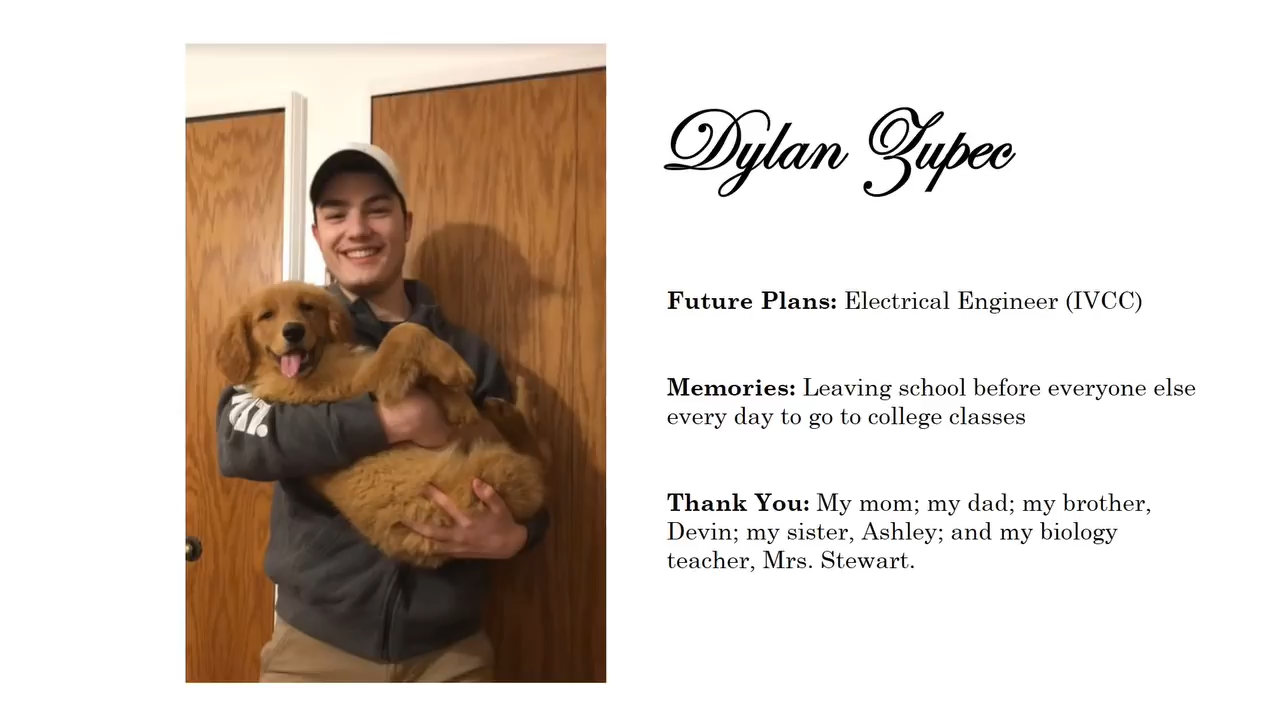 Dylan Zupec
Future Plans: Electrical Engineer (IVCC)
Memories: Leaving school before everyone else
every day to go to college classes
Thank You: My mom; my dad; my brother,
Devin; my sister, Ashley; and my biology
teacher, Mrs. Stewart.